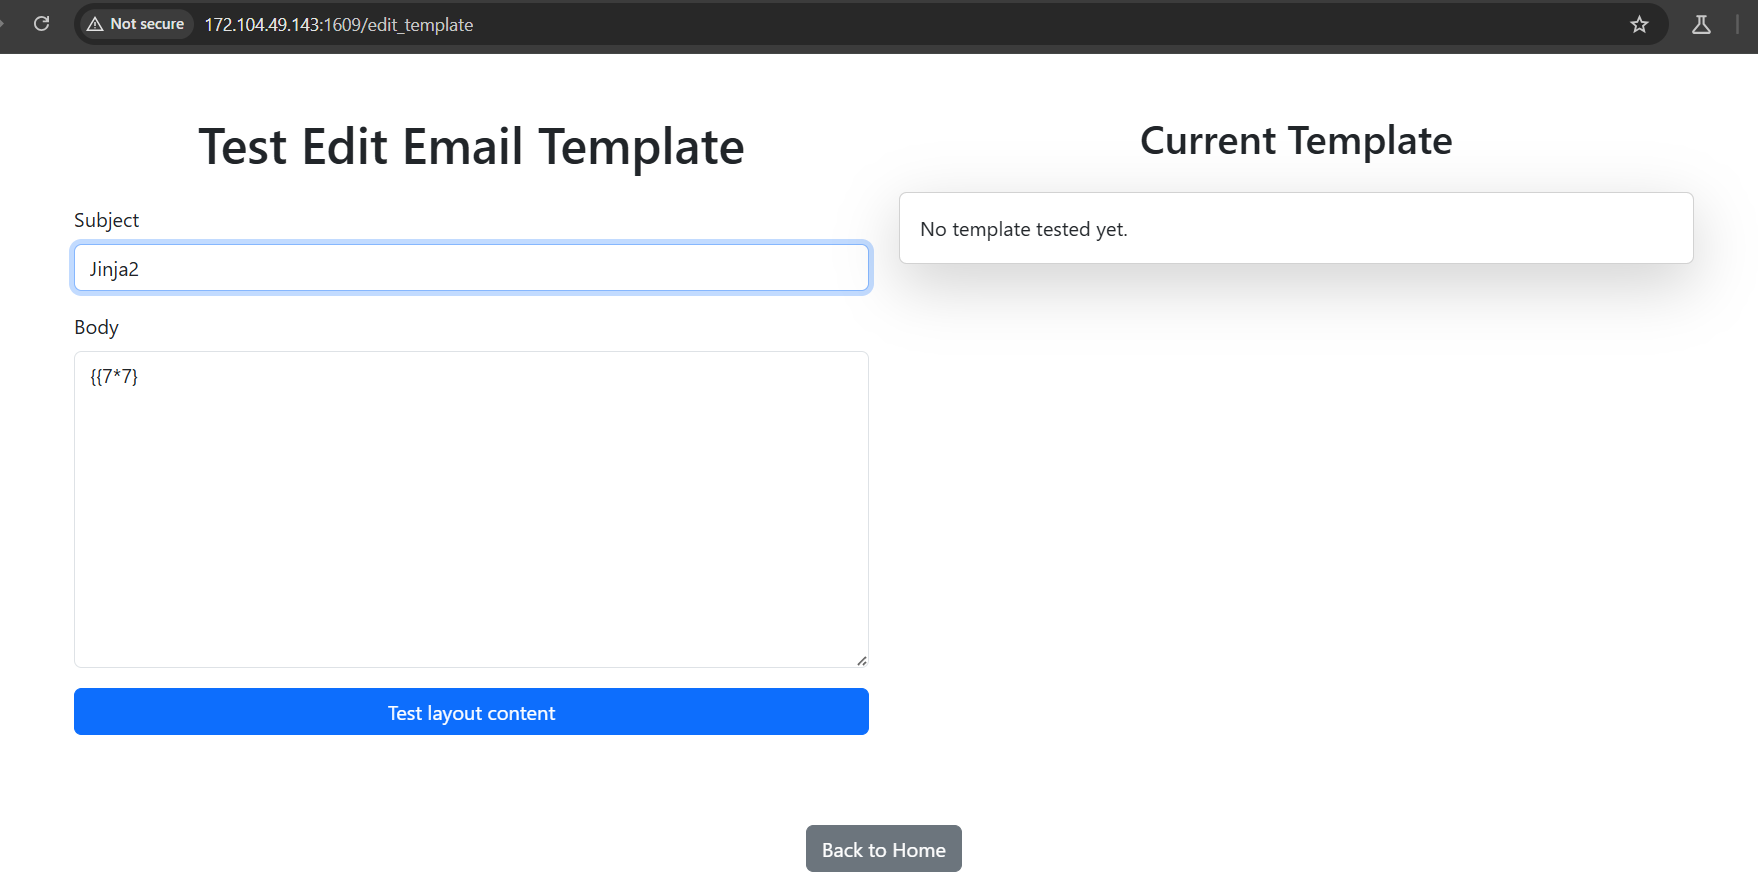 Not secure
172.104.49.143:1609/edit_template
Test Edit Email Template
Subject
Jinja2
Body
{{7*7}
Test layout content
Current Template
No template tested yet.
Back to Home